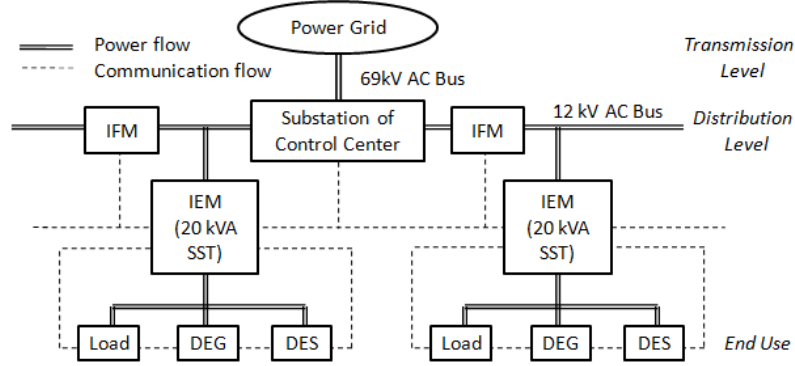 Power Grid
Power flow
Communication flow
Transmission
Level
69kV AC Bus
IFM
Substation of
Control Center
IFM
12 kV AC Bus
Distribution
Level
IEM
(20 kVA
SST)
IEM
(20 kVA
SST)
Load
DEG
DES
Load
DEG
DES
End Use